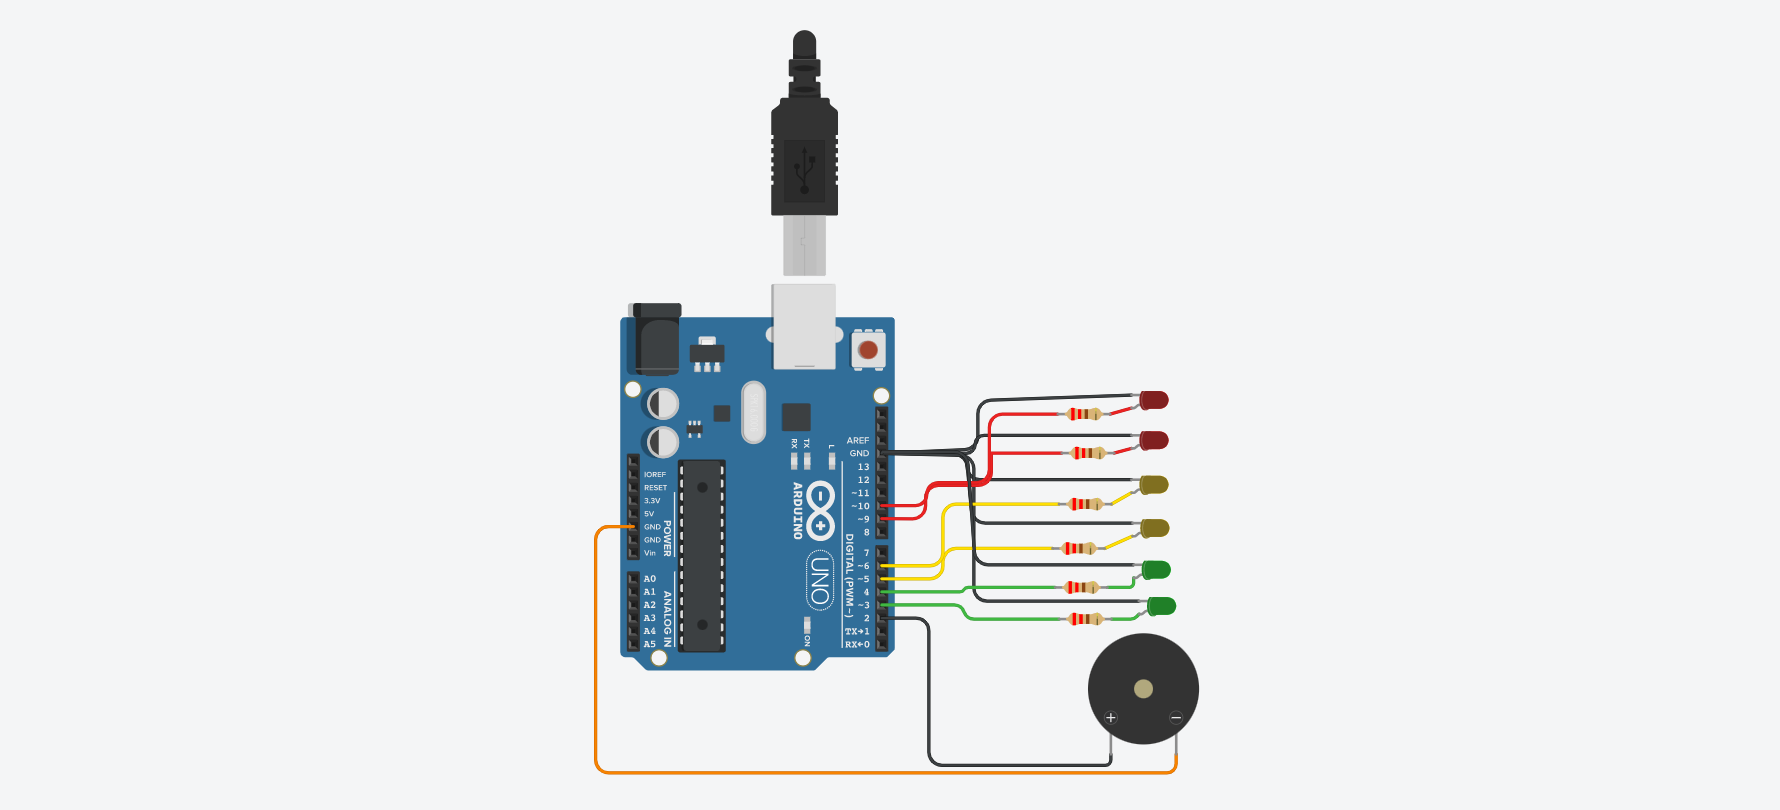 AREF
GND
13
12
~11
~10
~9
8
7
~6
~5
4
~3
2
TX→1
RX←0
DIGITAL (PWM~)
RX
TX
L
ARDUINO
UNO
ON
IOREF
RESET
3.3V
5V
GND
GND
Vin
POWER
A0
A1
A2
A3
A4
A5
ANALOG IN
+
−